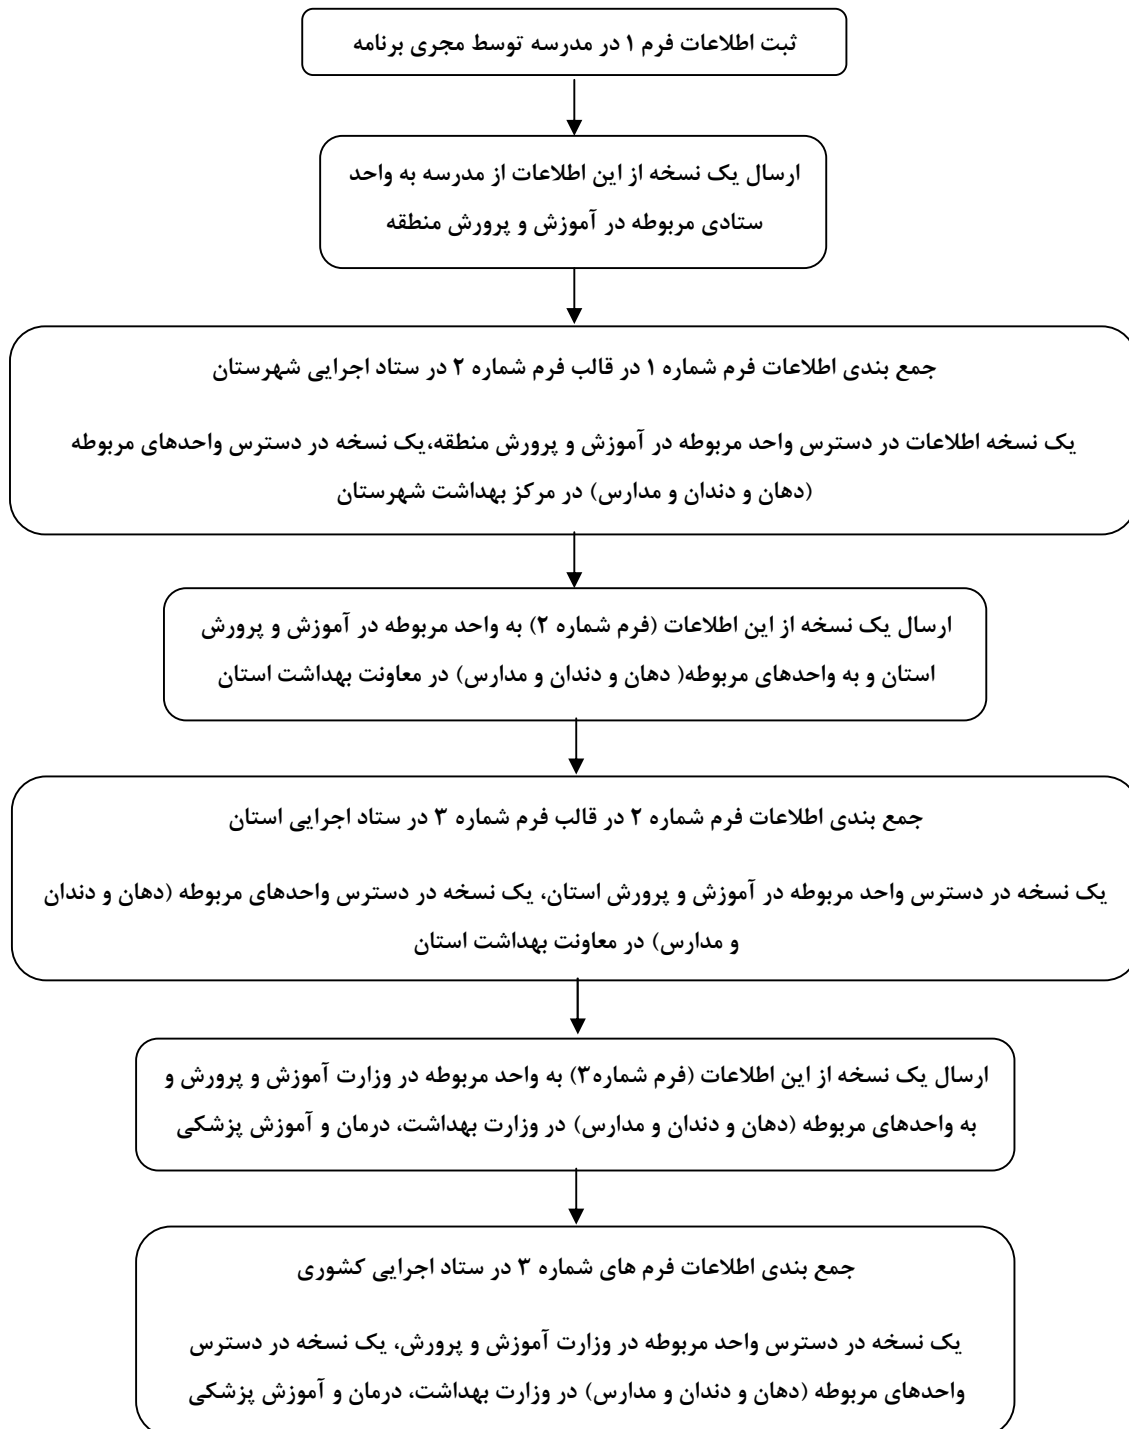 ثبت اطلاعات فرم ۱ در مدرسه توسط مجری برنامه
ارسال یک نسخه از این اطلاعات از مدرسه به واحد
ستادی مربوطه در آموزش و پرورش منطقه
جمع بندی اطلاعات فرم شماره ۱ در قالب فرم شماره ۲ در ستاد اجرایی شهرستان
یک نسخه اطلاعات در دسترس واحد مربوطه در آموزش و پرورش منطقه،یک نسخه در دسترس واحدهای مربوطه
(دهان و دندان و مدارس) در مرکز بهداشت شهرستان
ارسال یک نسخه از این اطلاعات (فرم شماره ۲) به واحد مربوطه در آموزش و پرورش
استان و به واحدهای مربوطه( دهان و دندان و مدارس) در معاونت بهداشت استان
جمع بندی اطلاعات فرم شماره ۲ در قالب فرم شماره ۳ در ستاد اجرایی استان
یک نسخه در دسترس واحد مربوطه در آموزش و پرورش استان، یک نسخه در دسترس واحدهای مربوطه (دهان و دندان
و مدارس) در معاونت بهداشت استان
ارسال یک نسخه از این اطلاعات (فرم شماره۳) به واحد مربوطه در وزارت آموزش و پرورش و
به واحدهای مربوطه (دهان و دندان و مدارس) در وزارت بهداشت، درمان و آموزش پزشکی
جمع بندی اطلاعات فرم های شماره ۳ در ستاد اجرایی کشوری
یک نسخه در دسترس واحد مربوطه در وزارت آموزش و پرورش، یک نسخه در دسترس
واحدهای مربوطه (دهان و دندان و مدارس) در وزارت بهداشت، درمان و آموزش پزشکی